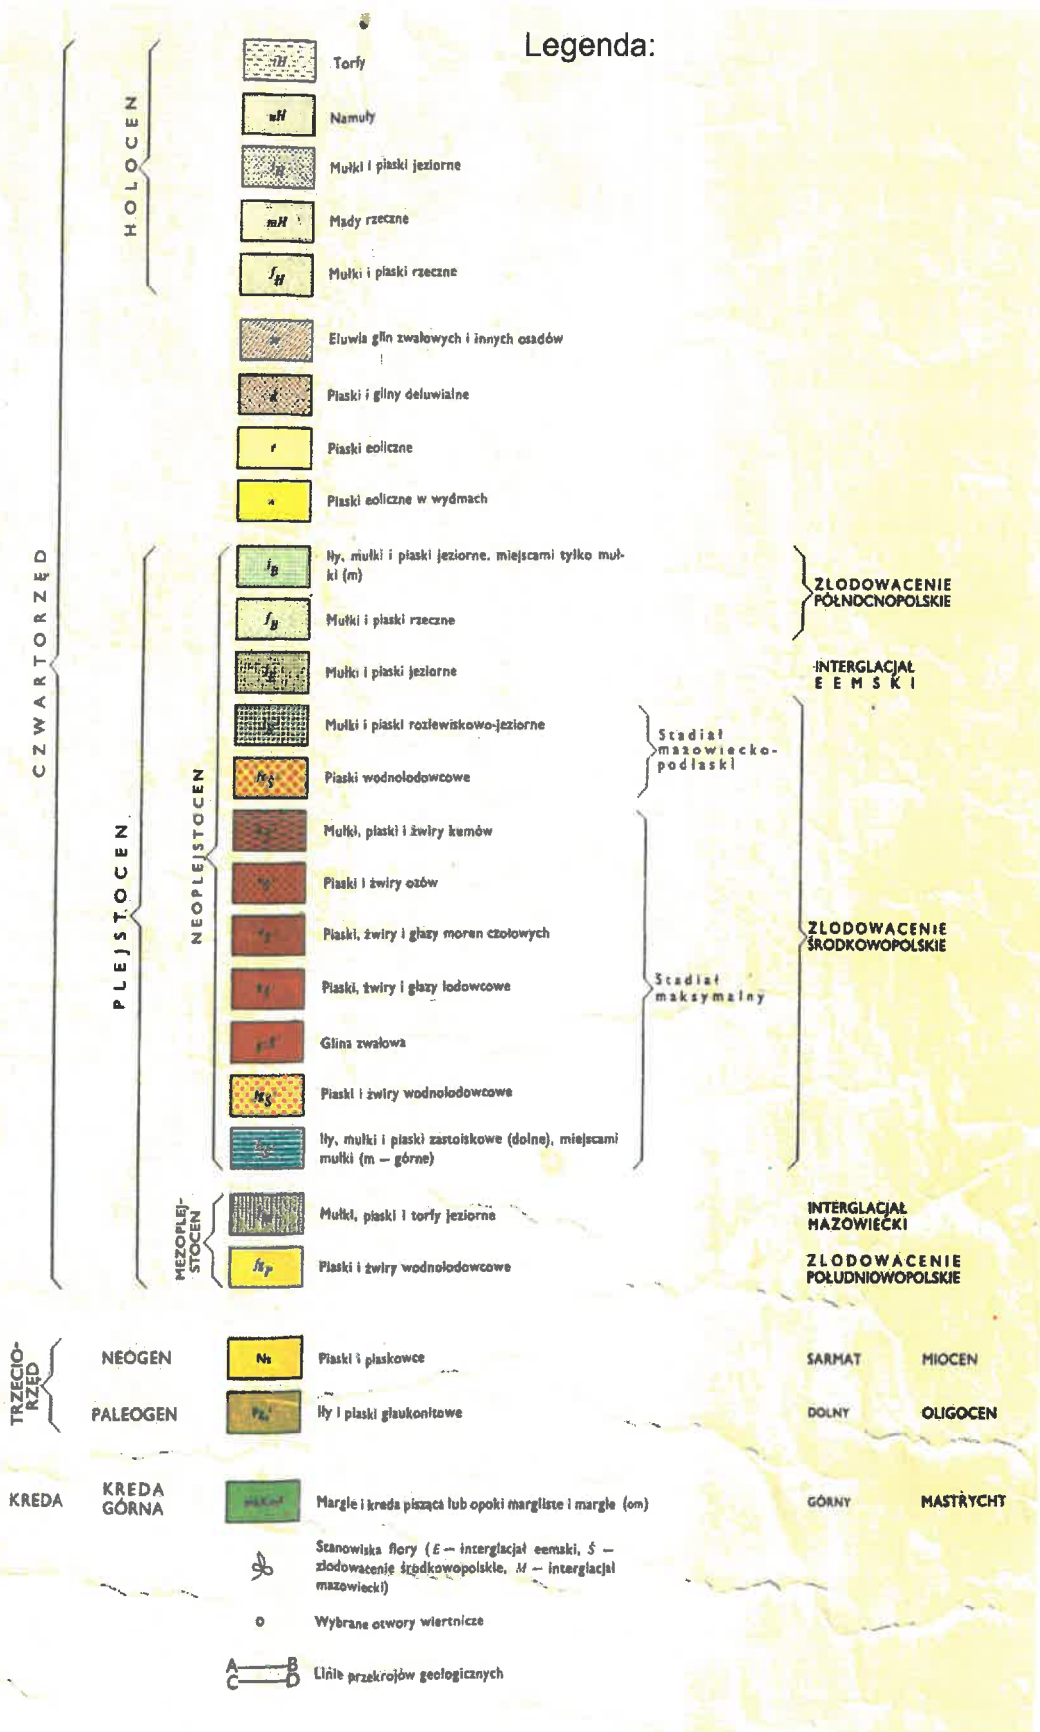 Legenda:
CZWARTORZĘD
HOLOCEN
Torfy
nH
Namuły
Mułki i piaski jeziorne
mH
Mady rzeczne
fH
Mułki i piaski rzeczne
Eluwia glin zwałowych i innych osadów
Piaski i gliny deluwialne
Piaski eoliczne
Piaski eoliczne w wydmach
PLEJSTOCEN
NEOPLEJSTOCEN
iB
Iły, mułki i piaski jeziorne, miejscami tylko muł-
ki (m)
ZLODOWACENIE
PÓŁNOCNOPOLSKIE
fB
Mułki i piaski rzeczne
Mułki i piaski jeziorne
INTERGLACJAŁ
EEMSKI
Mułki i piaski rozlewiskowo-jeziorne
Stadiał
mazowiecko-
podlaski
Piaski wodnolodowcowe
Mułki, piaski i żwiry kemów
Piaski i żwiry ozów
Piaski, żwiry i głazy moren czołowych
ZLODOWACENIE
ŚRODKOWOPOLSKIE
Piaski, żwiry i głazy lodowcowe
Stadiał
maksymalny
Glina zwałowa
fgŚ
Piaski i żwiry wodnolodowcowe
Iły, mułki i piaski zastoiskowe (dolne), miejscami
mułki (m — górne)
MEZOPLEJ-
STOCEN
Mułki, piaski i torfy jeziorne
INTERGLACJAŁ
MAZOWIECKI
fgP
Piaski i żwiry wodnolodowcowe
ZLODOWACENIE
POŁUDNIOWOPOLSKIE
TRZECIO-
RZĘD
NEOGEN
Piaski i piaskowce
SARMAT
MIOCEN
PALEOGEN
Iły i piaski glaukonitowe
DOLNY
OLIGOCEN
KREDA
KREDA
GÓRNA
Margle i kreda pisząca lub opoki margliste i margle (om)
GÓRNY
MASTRYCHT
Stanowiska flory (E — interglacjał eemski, Ś —
zlodowacenie środkowopolskie, M — interglacjał
mazowiecki)
Wybrane otwory wiertnicze
A B
C D
Linie przekrojów geologicznych